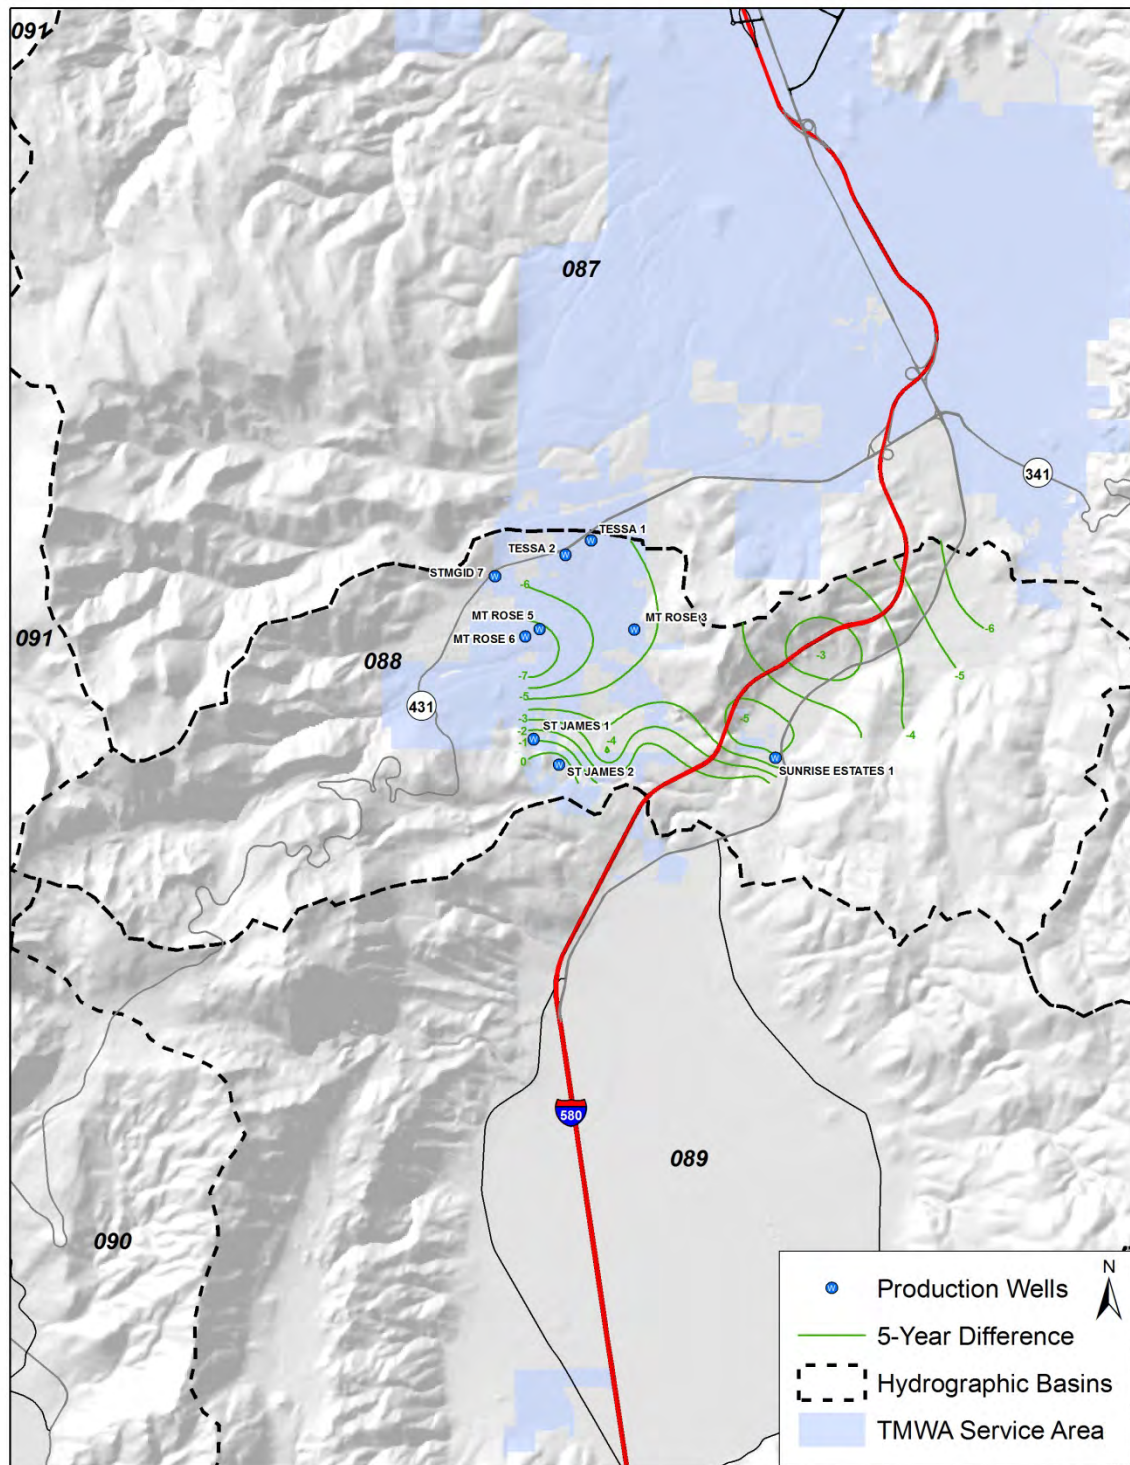 091
087
341
TESSA 1
TESSA 2
STMGID 7
-6
MT ROSE 5
MT ROSE 3
MT ROSE 6
-6
091
088
-3
-7
-5
-5
431
-3
-5
-2
ST JAMES 1
-4
-4
-1
0
ST JAMES 2
SUNRISE ESTATES 1
580
089
090
N
W Production Wells
5-Year Difference
Hydrographic Basins
TMWA Service Area